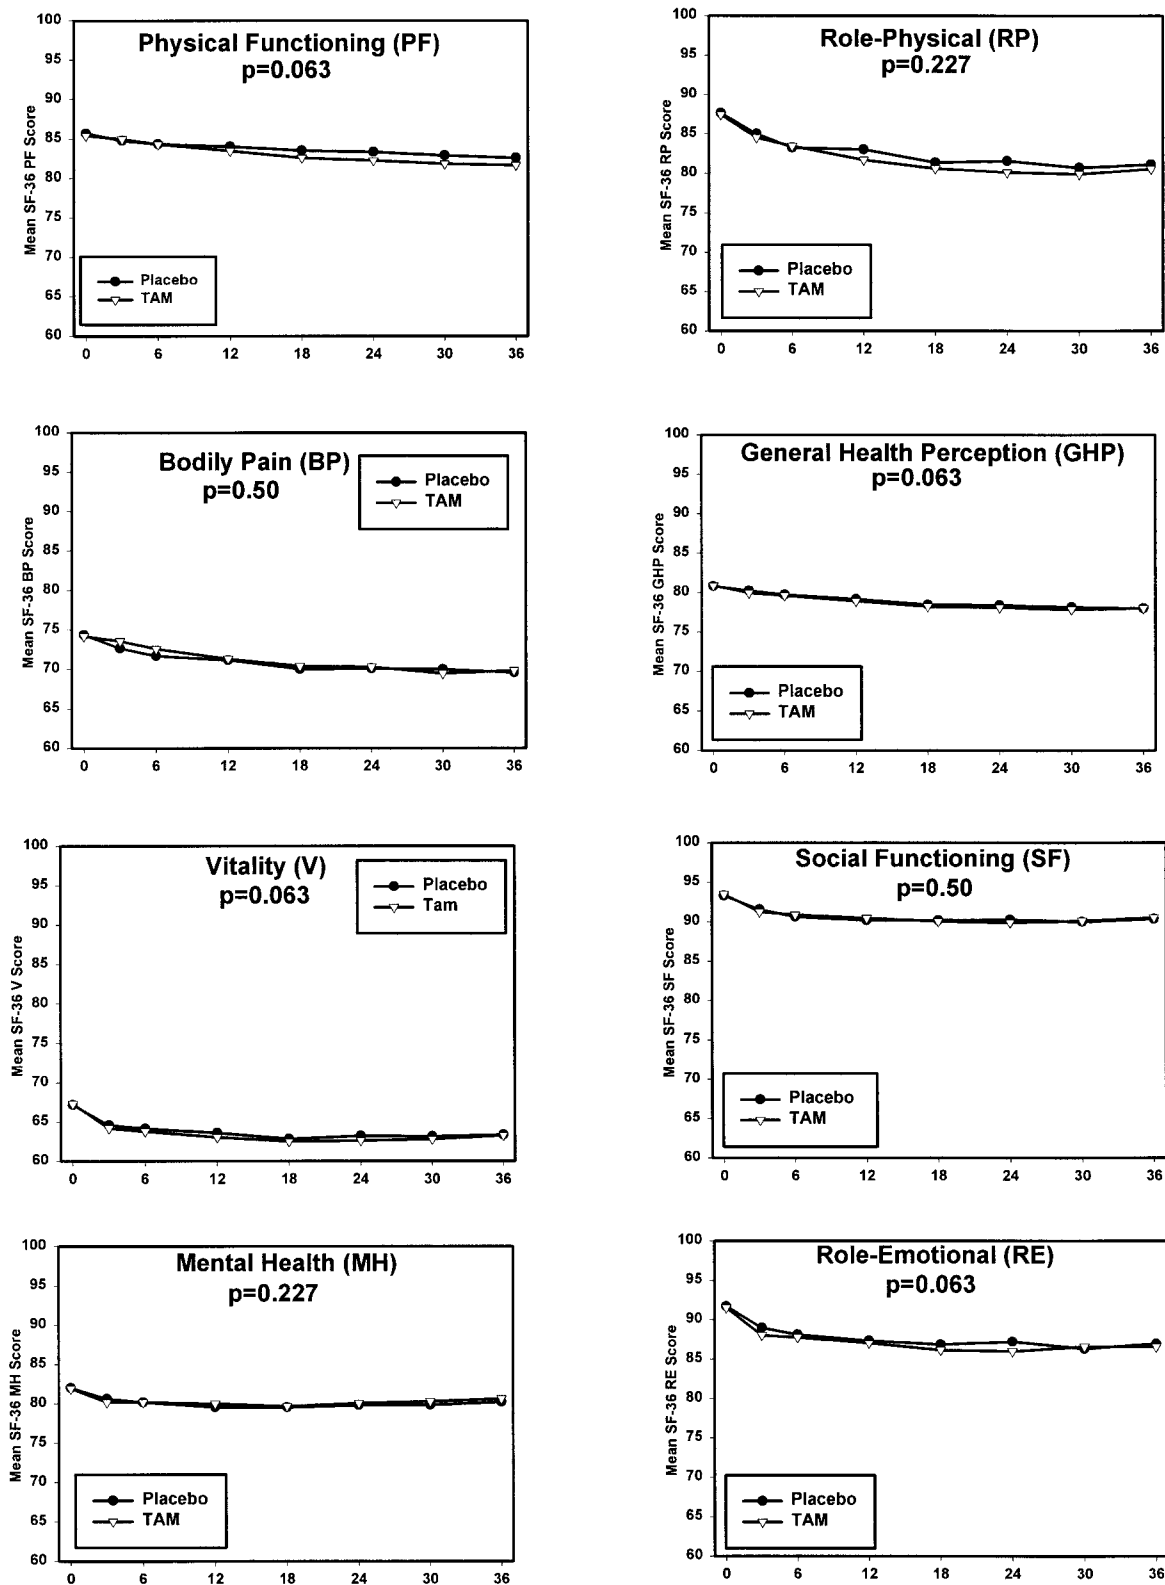 Physical Functioning (PF)
p=0.063
Mean SF-36 PF Score
100
95
90
85
80
75
70
65
60
Placebo
TAM
0 6 12 18 24 30 36
Role-Physical (RP)
p=0.227
Mean SF-36 RP Score
100
95
90
85
80
75
70
65
60
Placebo
TAM
0 6 12 18 24 30 36
Bodily Pain (BP)
p=0.50
Mean SF-36 BP Score
100
95
90
85
80
75
70
65
60
Placebo
TAM
0 6 12 18 24 30 36
General Health Perception (GHP)
p=0.063
Mean SF-36 GHP Score
100
95
90
85
80
75
70
65
60
Placebo
TAM
0 6 12 18 24 30 36
Vitality (V)
p=0.063
Mean SF-36 V Score
100
95
90
85
80
75
70
65
60
Placebo
Tam
0 6 12 18 24 30 36
Social Functioning (SF)
p=0.50
Mean SF-36 SF Score
100
95
90
85
80
75
70
65
60
Placebo
TAM
0 6 12 18 24 30 36
Mental Health (MH)
p=0.227
Mean SF-36 MH Score
100
95
90
85
80
75
70
65
60
Placebo
TAM
0 6 12 18 24 30 36
Role-Emotional (RE)
p=0.063
Mean SF-36 RE Score
100
95
90
85
80
75
70
65
60
Placebo
TAM
0 6 12 18 24 30 36